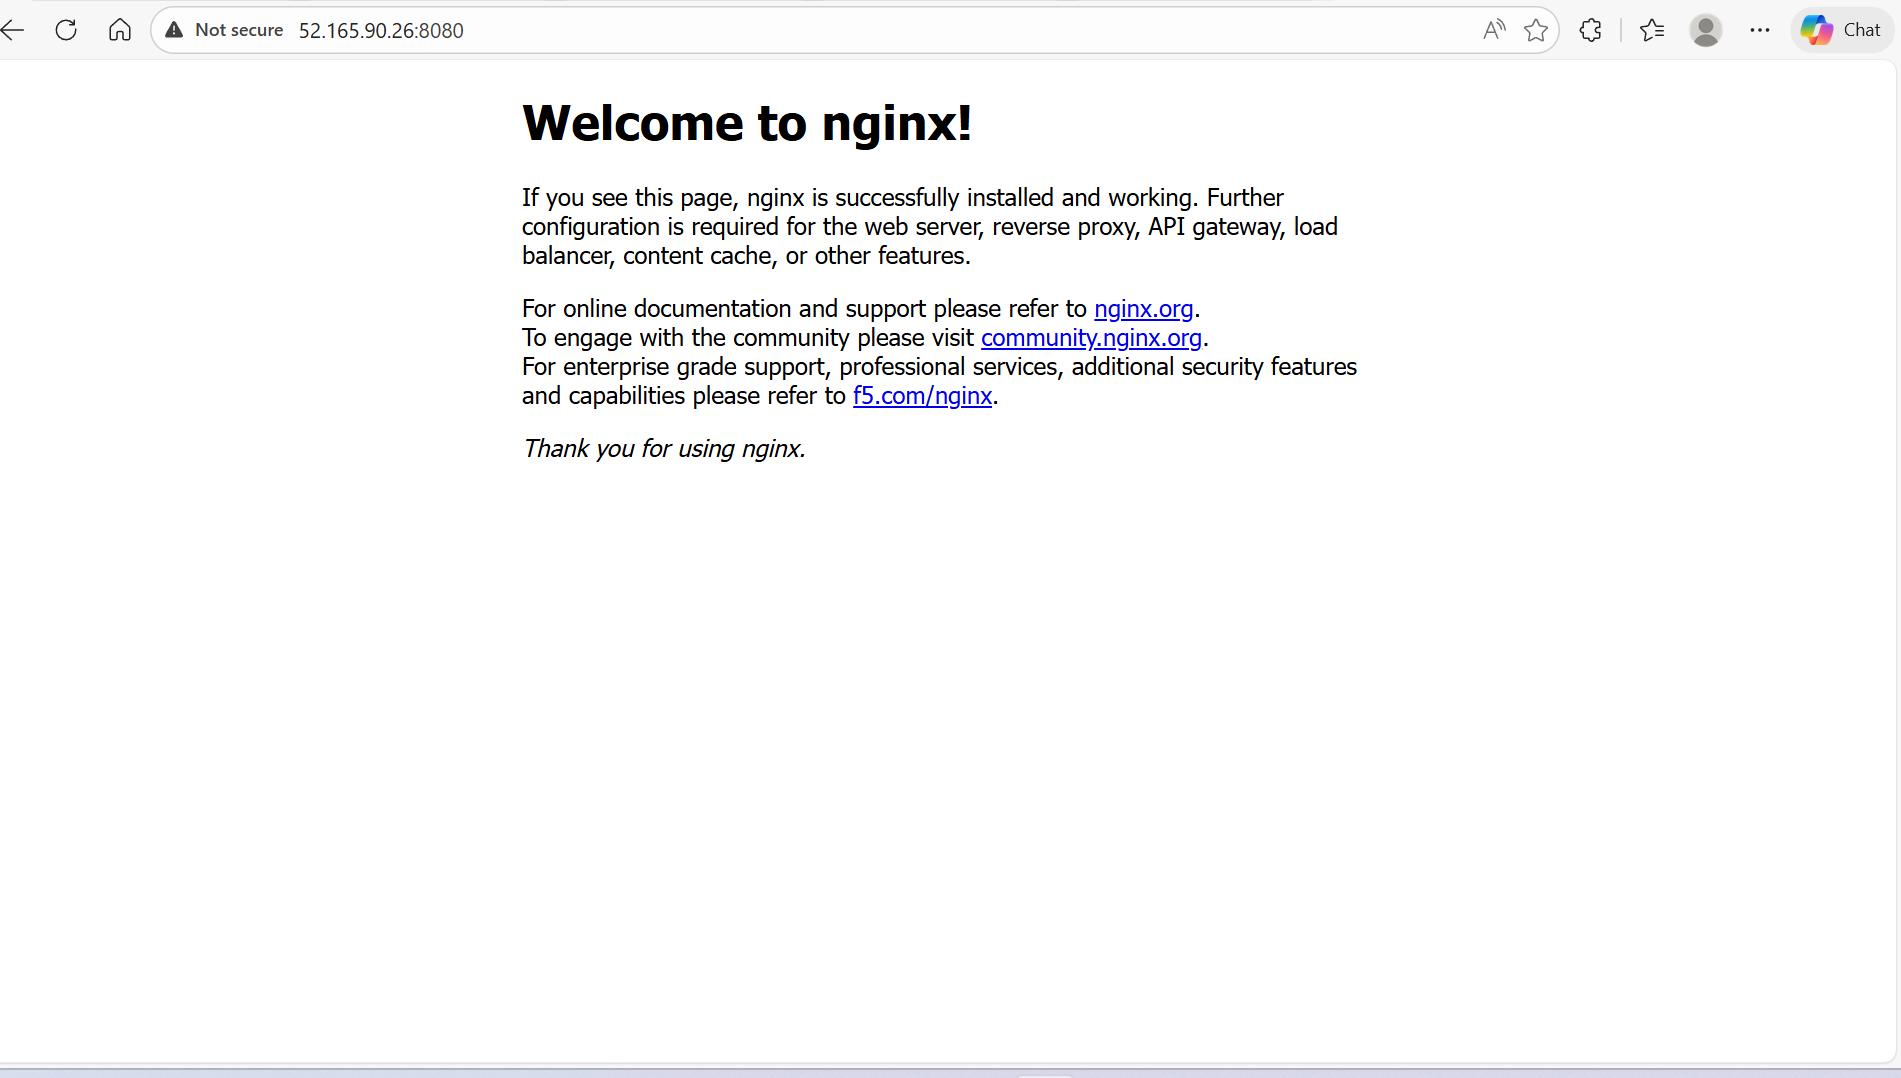 Not secure 52.165.90.26:8080
Chat
Welcome to nginx!
If you see this page, nginx is successfully installed and working. Further
configuration is required for the web server, reverse proxy, API gateway, load
balancer, content cache, or other features.
For online documentation and support please refer to nginx.org.
To engage with the community please visit community.nginx.org.
For enterprise grade support, professional services, additional security features
and capabilities please refer to f5.com/nginx.
Thank you for using nginx.